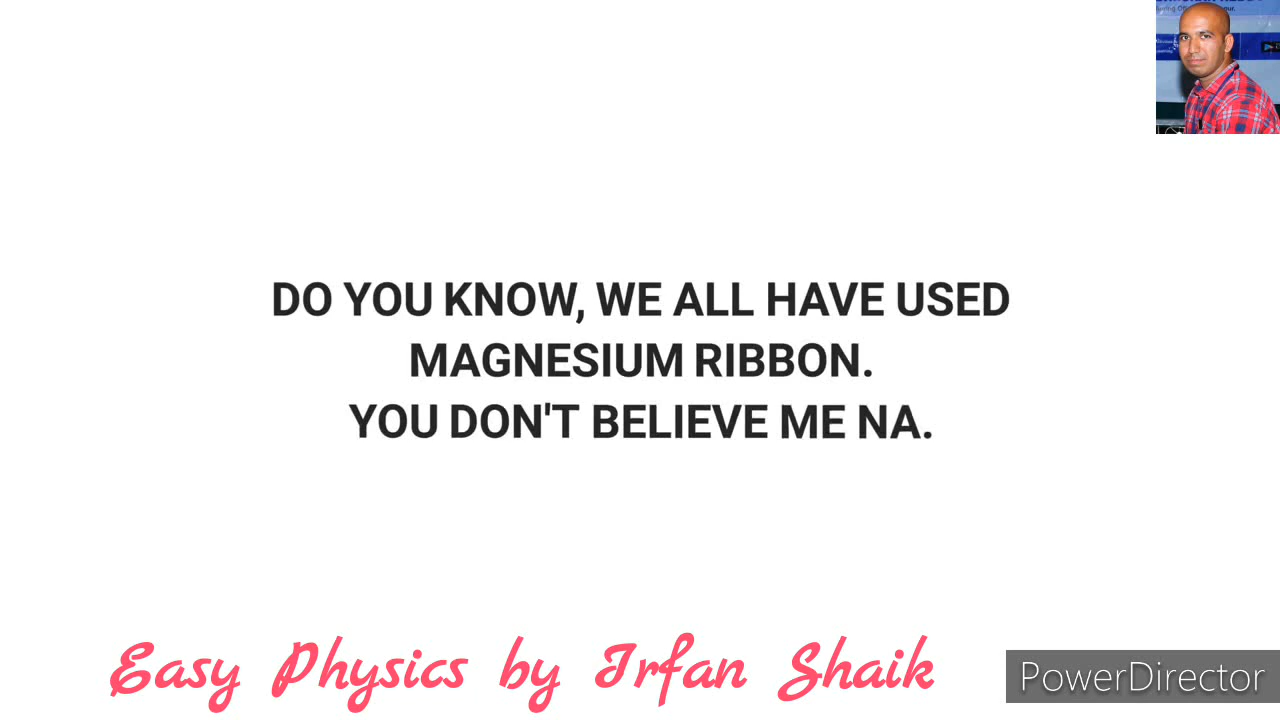 DO YOU KNOW, WE ALL HAVE USED
MAGNESIUM RIBBON.
YOU DON'T BELIEVE ME NA.
Easy Physics by Irfan Shaik
PowerDirector